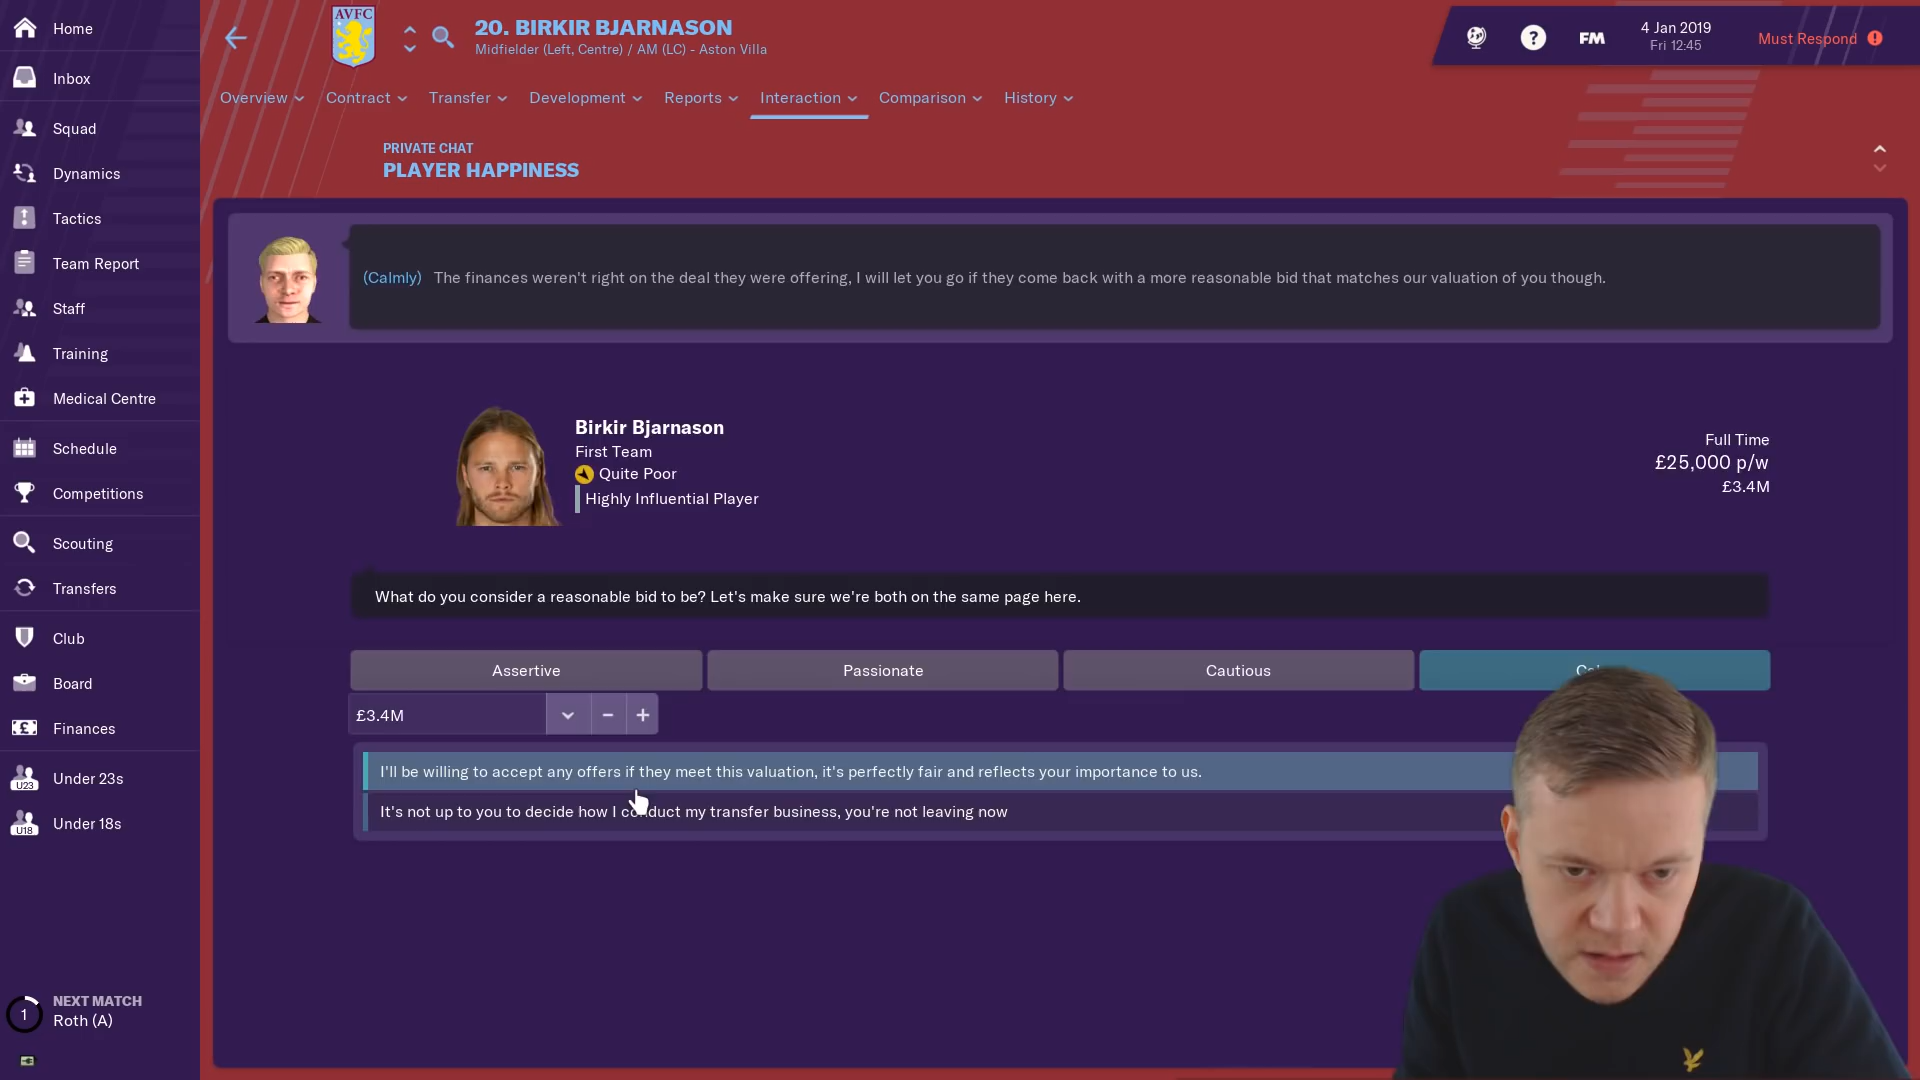 Home
Inbox
Squad
Dynamics
Tactics
Team Report
Staff
Training
Medical Centre
Schedule
Competitions
Scouting
Transfers
Club
Board
Finances
U23
Under 23s
U18
Under 18s
1
NEXT MATCH
Roth (A)
AVFC
20. BIRKIR BJARNASON
Midfielder (Left, Centre) / AM (LC) - Aston Villa
?
FM
4 Jan 2019
Fri 12:45
Must Respond
Overview
Contract
Transfer
Development
Reports
Interaction
Comparison
History
PRIVATE CHAT
PLAYER HAPPINESS
(Calmly) The finances weren't right on the deal they were offering, I will let you go if they come back with a more reasonable bid that matches our valuation of you though.
Birkir Bjarnason
First Team
Quite Poor
Highly Influential Player
Full Time
£25,000 p/w
£3.4M
What do you consider a reasonable bid to be? Let's make sure we're both on the same page here.
Assertive
Passionate
Cautious
£3.4M
I'll be willing to accept any offers if they meet this valuation, it's perfectly fair and reflects your importance to us.
It's not up to you to decide how I conduct my transfer business, you're not leaving now